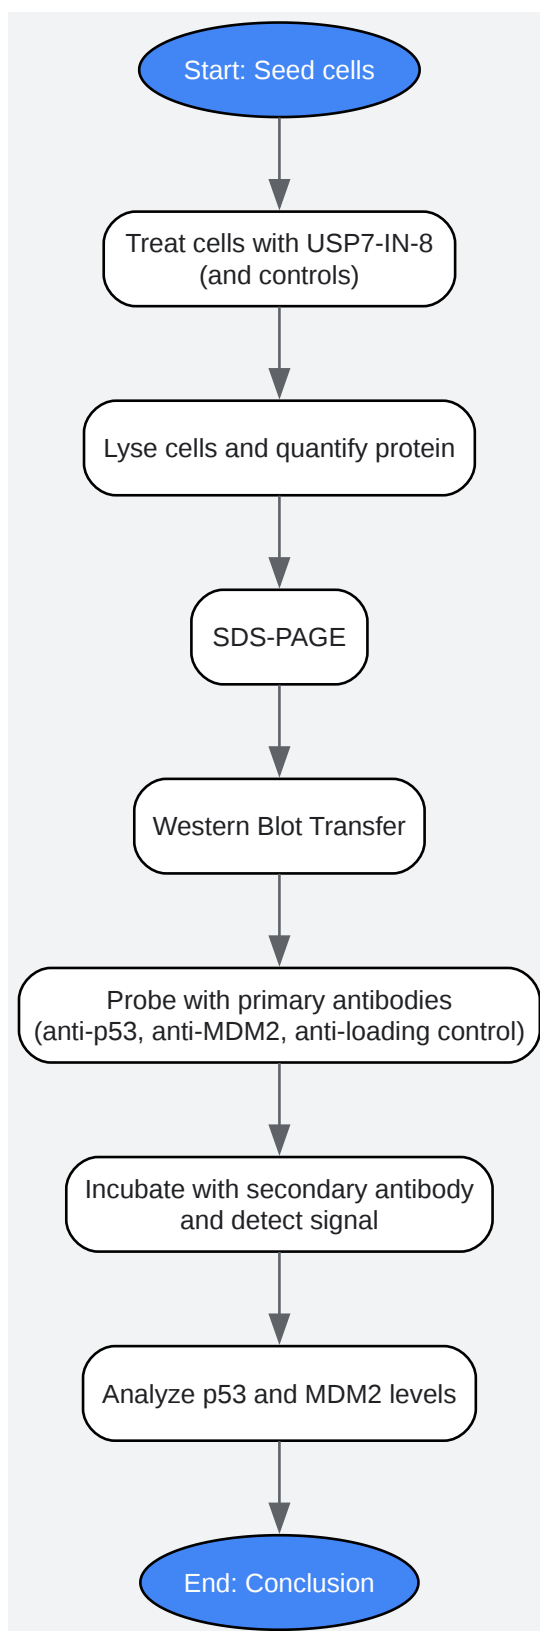 Start: Seed cells
Treat cells with USP7-IN-8
(and controls)
Lyse cells and quantify protein
SDS-PAGE
Western Blot Transfer
Probe with primary antibodies
(anti-p53, anti-MDM2, anti-loading control)
Incubate with secondary antibody
and detect signal
Analyze p53 and MDM2 levels
End: Conclusion